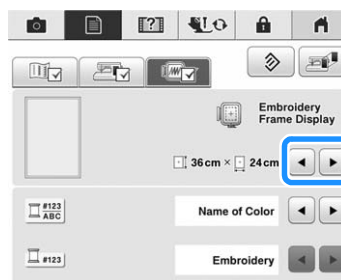 Embroidery
Frame Display
36 cm × 24 cm
#123
ABC
Name of Color
#123
Embroidery